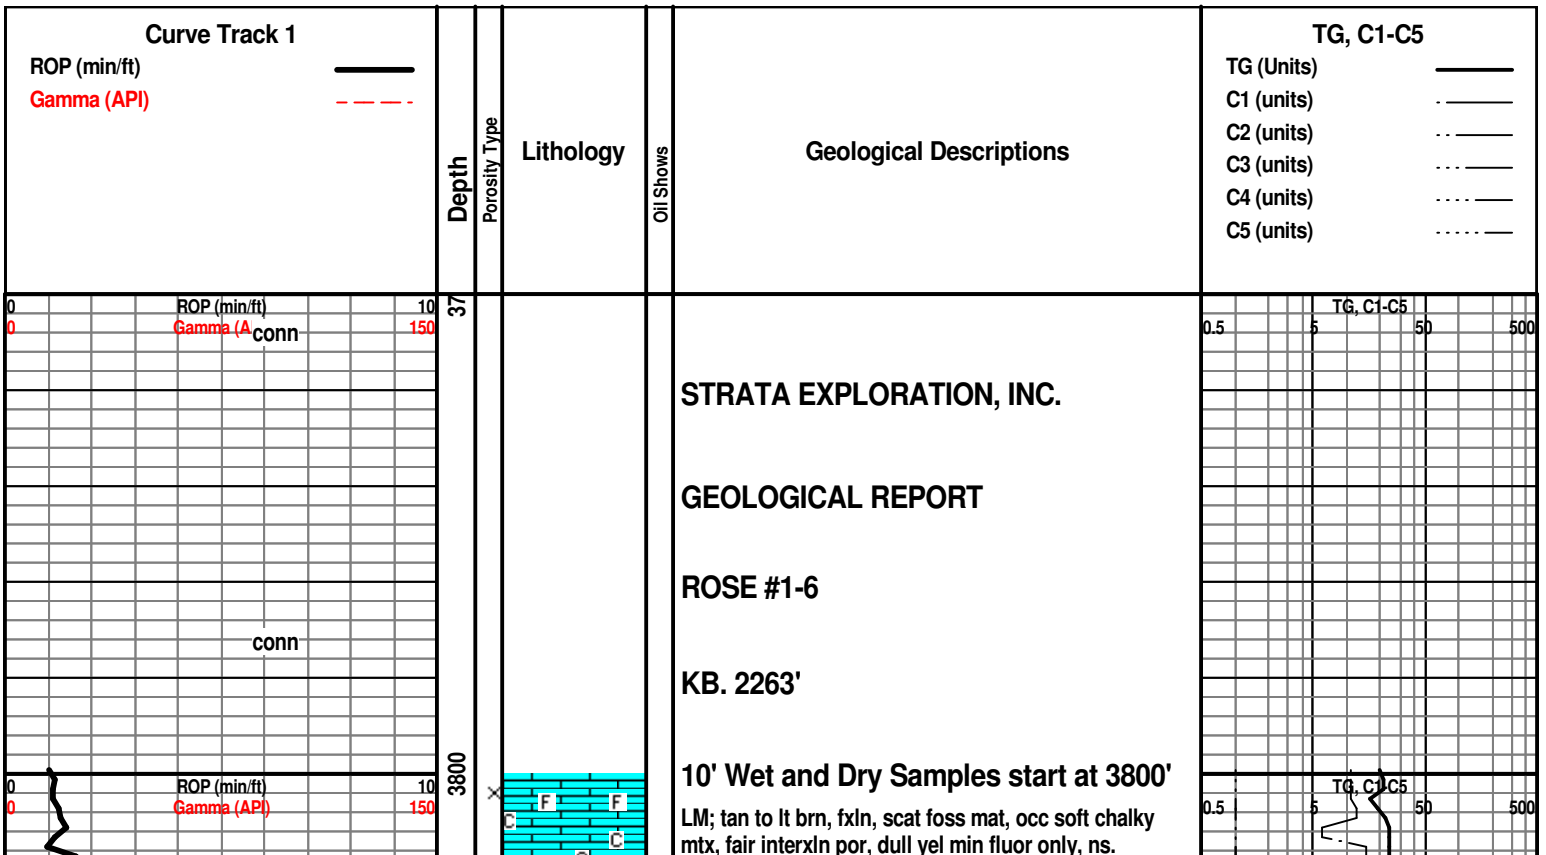 Curve Track 1
ROP (min/ft)
Gamma (API)
Depth
Porosity Type
Lithology
Oil Shows
Geological Descriptions
TG, C1-C5
TG (Units)
C1 (units)
C2 (units)
C3 (units)
C4 (units)
C5 (units)
0 ROP (min/ft) 10
0 Gamma (A 150
conn
37
TG, C1-C5
0.5 5 50 500
STRATA EXPLORATION, INC.
GEOLOGICAL REPORT
ROSE #1-6
conn
KB. 2263'
3800
10' Wet and Dry Samples start at 3800'
0 ROP (min/ft) 10
0 Gamma (API) 150
F F
C
C
TG, C1-C5
0.5 5 50 500
LM; tan to lt brn, fxln, scat foss mat, occ soft chalky
mtx, fair interxln por, dull yel min fluor only, ns.